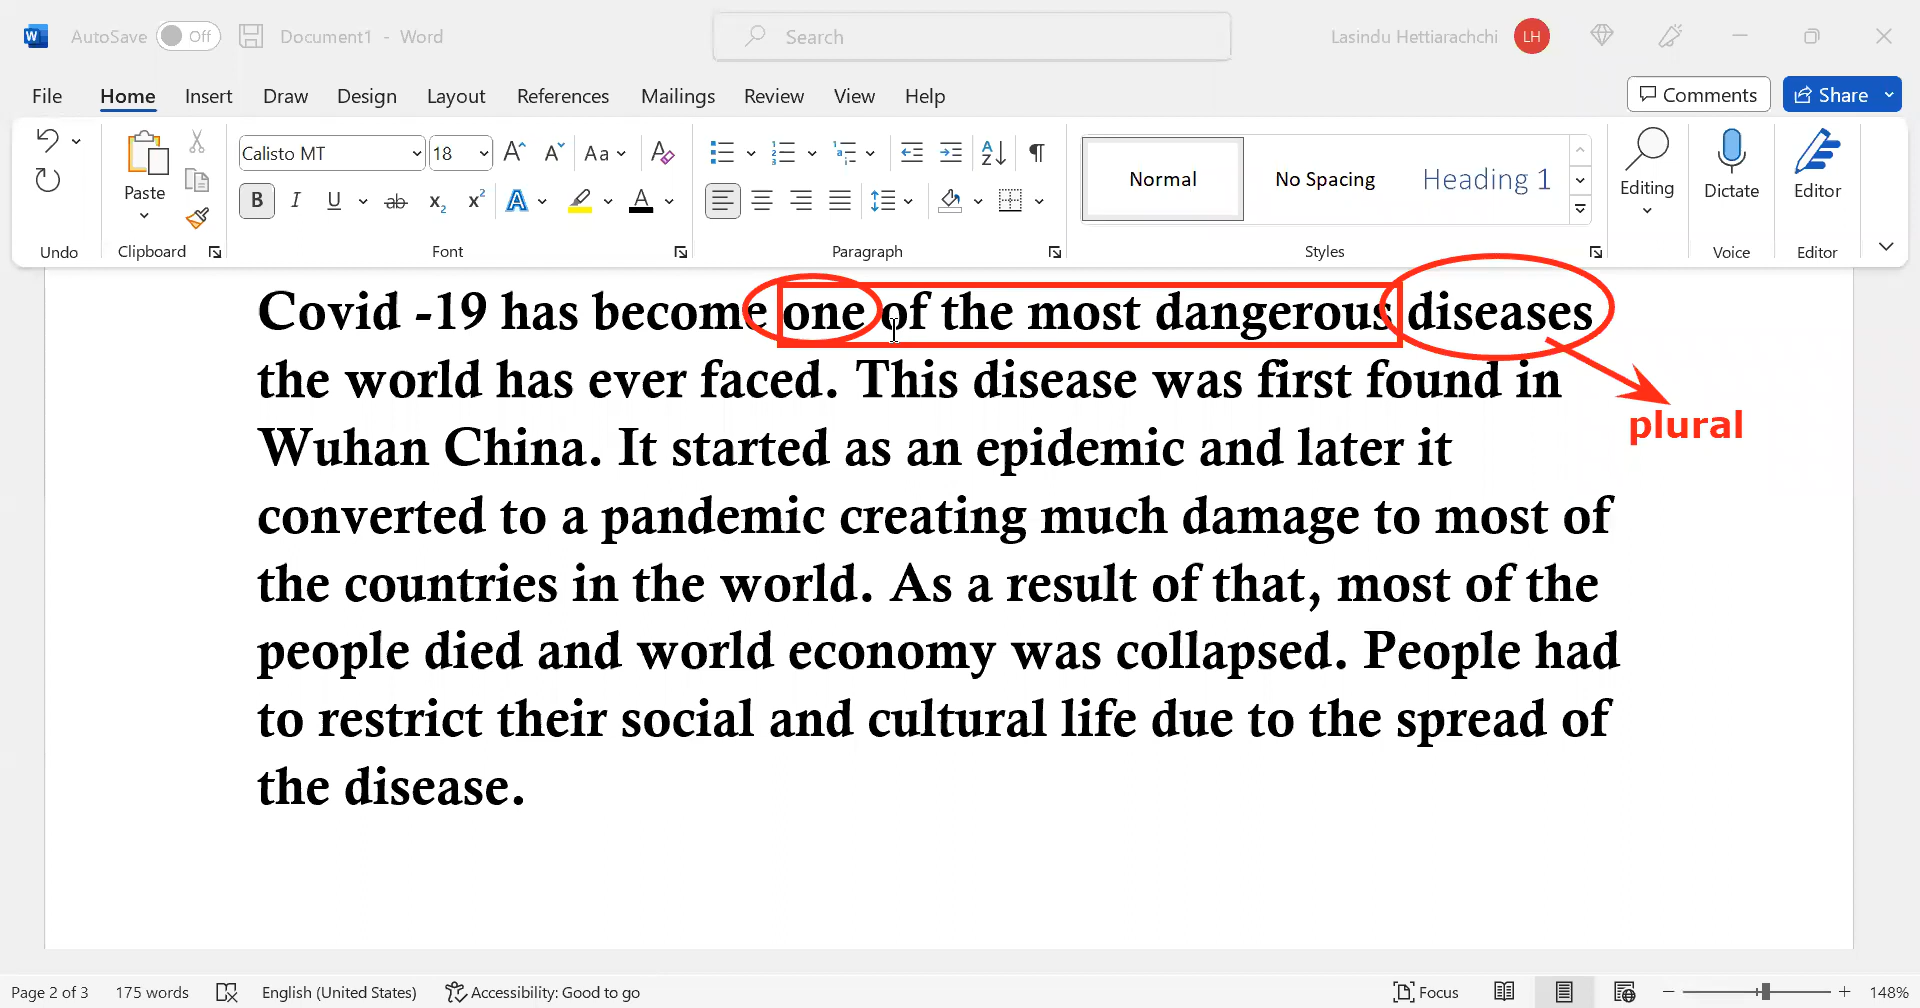 AutoSave Off Document1 - Word Search Lasindu Hettiarachchi LH
File Home Insert Draw Design Layout References Mailings Review View Help Comments Share
Calisto MT 18 Aa
Paste Normal No Spacing Heading 1 Editing Dictate Editor
B I U ab x₂ x² A A
Undo Clipboard Font Paragraph Styles Voice Editor
Covid -19 has become one of the most dangerous diseases
the world has ever faced. This disease was first found in
plural
Wuhan China. It started as an epidemic and later it
converted to a pandemic creating much damage to most of
the countries in the world. As a result of that, most of the
people died and world economy was collapsed. People had
to restrict their social and cultural life due to the spread of
the disease.
Page 2 of 3 175 words English (United States) Accessibility: Good to go Focus 148%